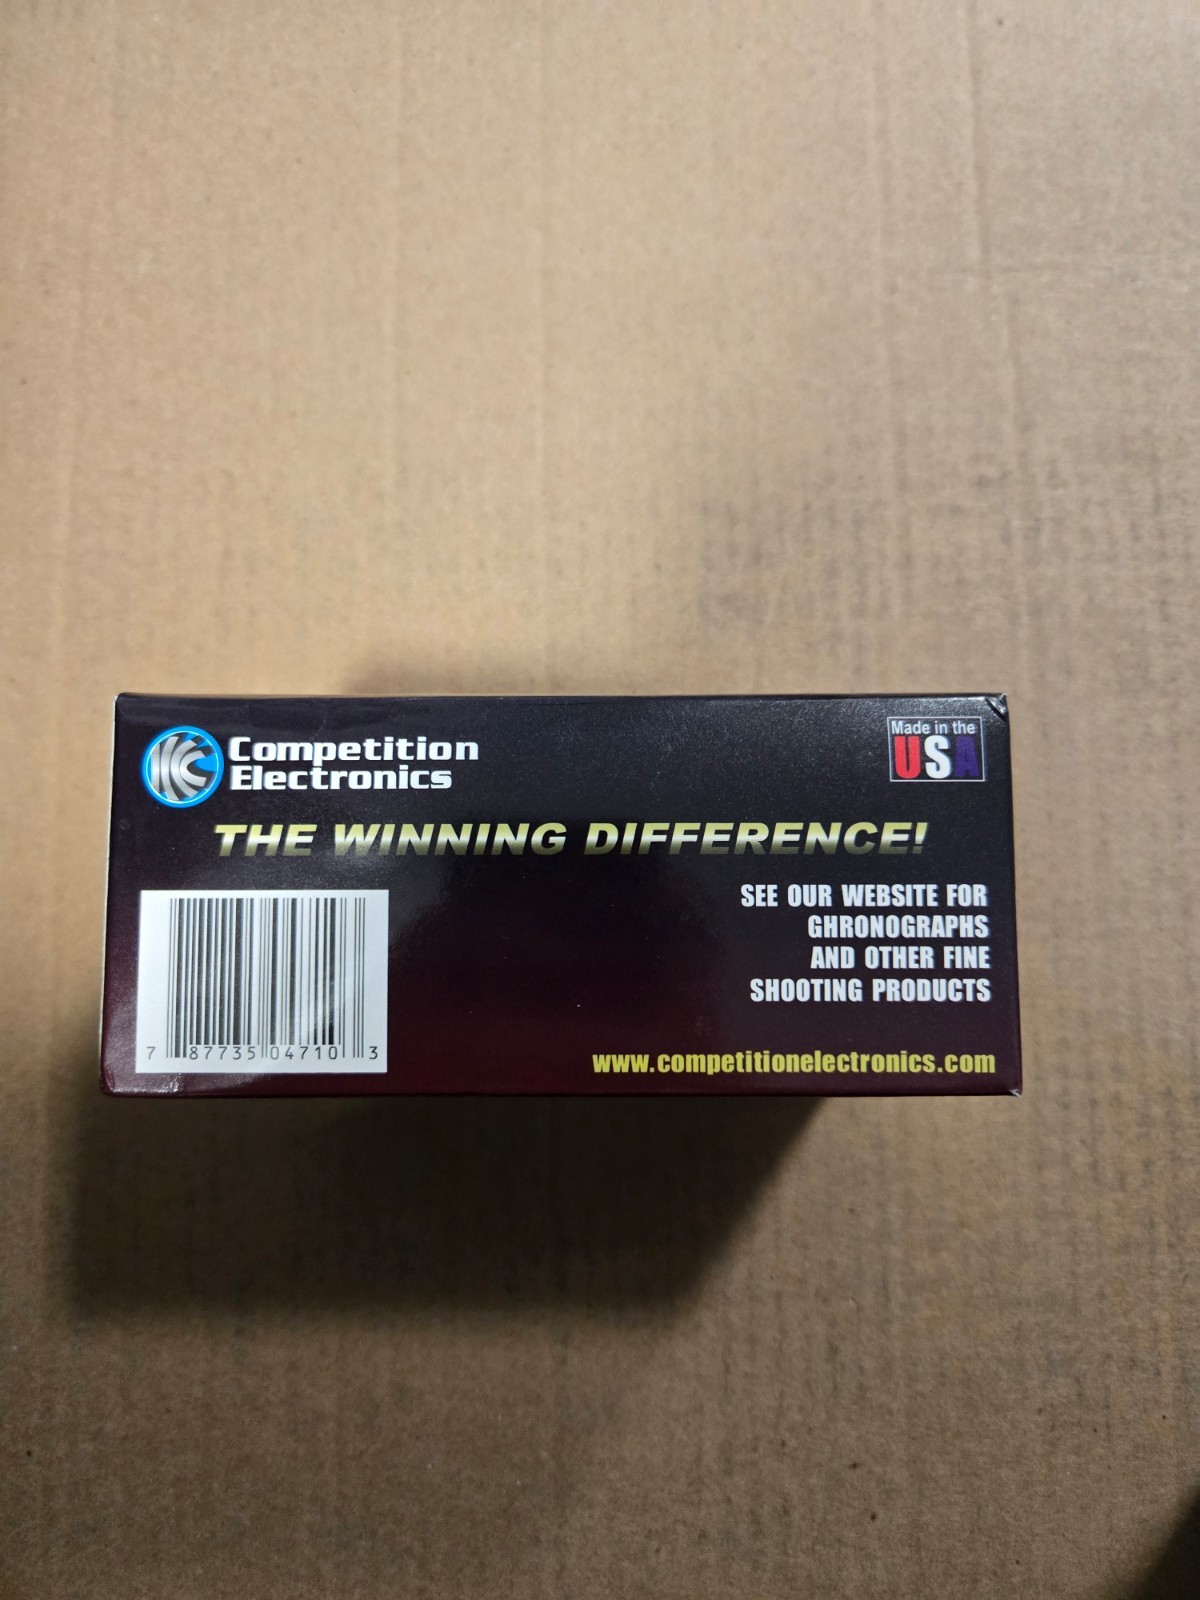 Competition
Electronics
Made in the
USA
THE WINNING DIFFERENCE!
SEE OUR WEBSITE FOR
GHRONOGRAPHS
AND OTHER FINE
SHOOTING PRODUCTS
7 87735 04710 3
www.competitionelectronics.com